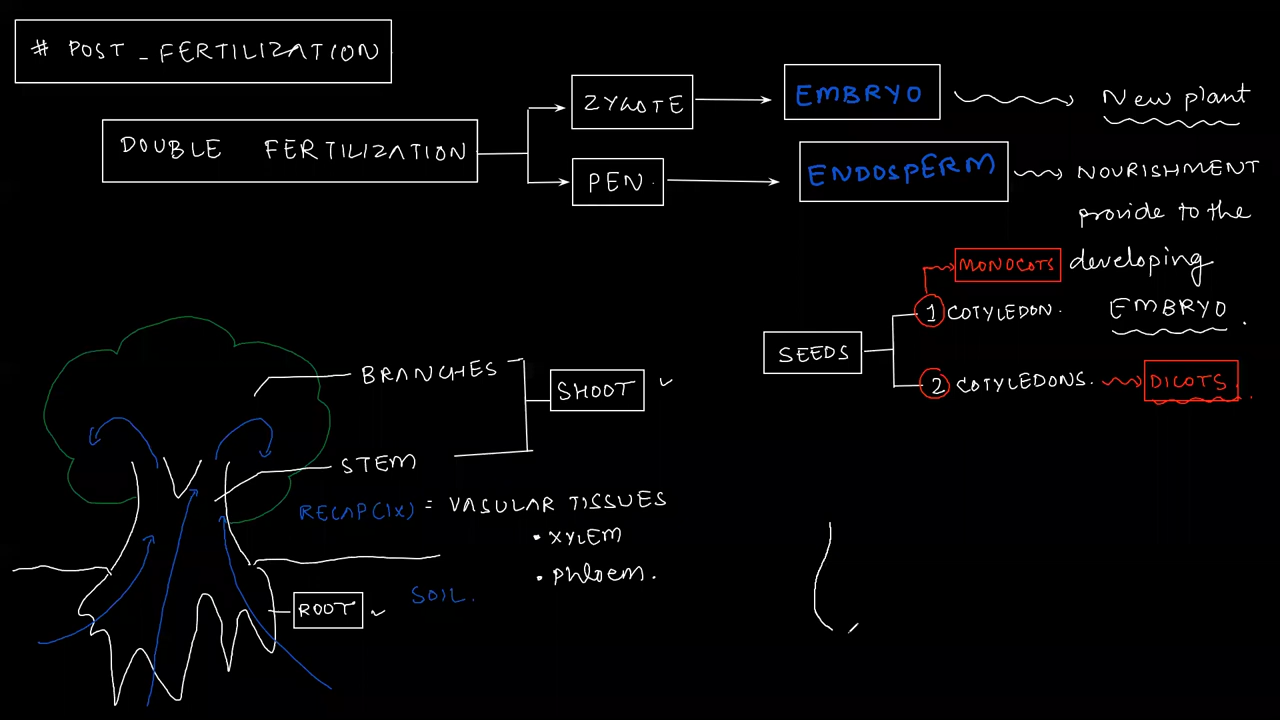 # POST_FERTILIZATION
DOUBLE FERTILIZATION
ZYGOTE
EMBRYO
New plant
PEN.
ENDOSPERM
NOURISHMENT
provide to the
developing
EMBRYO.
MONOCOTS
SEEDS
1 COTYLEDON.
2 COTYLEDONS.
DICOTS.
BRANCHES
SHOOT
STEM
RECAP(IX) = VASULAR TISSUES
• XYLEM
• Phloem.
ROOT
SOIL.